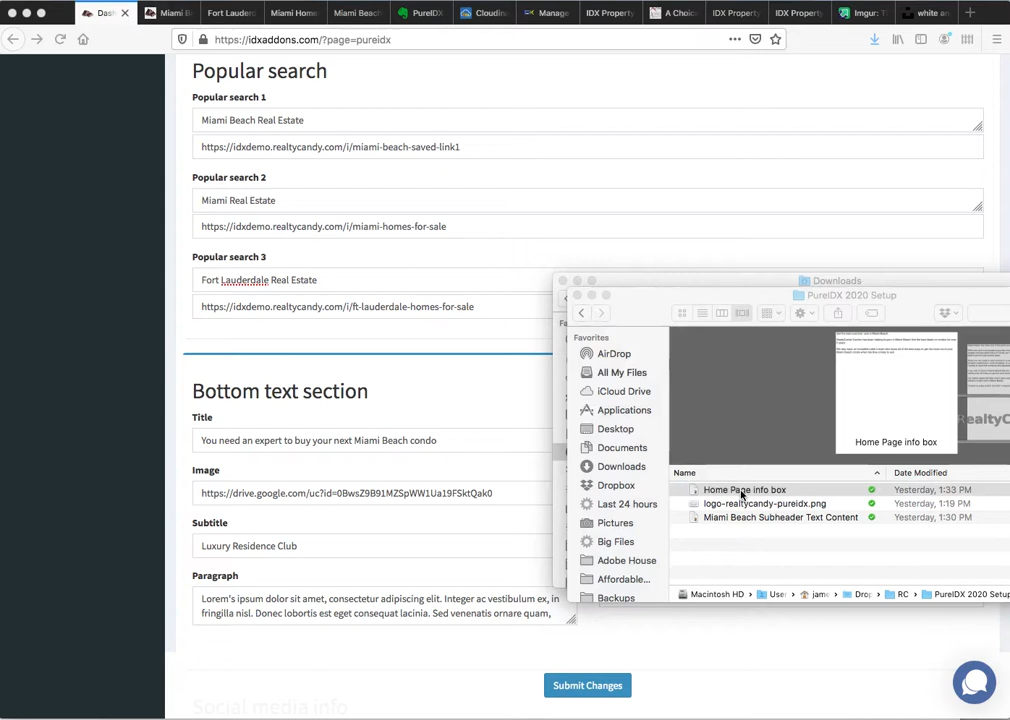 Das
Miami B
Fort Lauderd
Miami Home
Miami Beach
PureIDX
Cloudin
Manage
IDX Property
A Choic
IDX Property
IDX Property
Imgur: T
white an
https://idxaddons.com/?page=pureidx
Popular search
Popular search 1
Miami Beach Real Estate
https://idxdemo.realtycandy.com/i/miami-beach-saved-link1
Popular search 2
Miami Real Estate
https://idxdemo.realtycandy.com/i/miami-homes-for-sale
Popular search 3
Fort Lauderdale Real Estate
https://idxdemo.realtycandy.com/i/ft-lauderdale-homes-for-sale
Bottom text section
Title
You need an expert to buy your next Miami Beach condo
Image
https://drive.google.com/uc?id=0BwsZ9B91MZSpWW1Ua19FSktQak0
Subtitle
Luxury Residence Club
Paragraph
Lorem's ipsum dolor sit amet, consectetur adipiscing elit. Integer ac vestibulum ex, in
fringilla nisl. Donec lobortis est eget consequat lacinia. Sed venenatis ornare quam,
Submit Changes
Social media info
Downloads
PureIDX 2020 Setup
Fa
Favorites
AirDrop
All My Files
iCloud Drive
Applications
Desktop
Documents
Downloads
Dropbox
Last 24 hours
Pictures
Big Files
Adobe House
Affordable...
Backups
Home Page info box
RealtyC
Name
Date Modified
Home Page info box
Yesterday, 1:33 PM
logo-realtycandy-pureidx.png
Yesterday, 1:19 PM
Miami Beach Subheader Text Content
Yesterday, 1:30 PM
Macintosh HD
User
jame
Drop
RC
PureIDX 2020 Setup